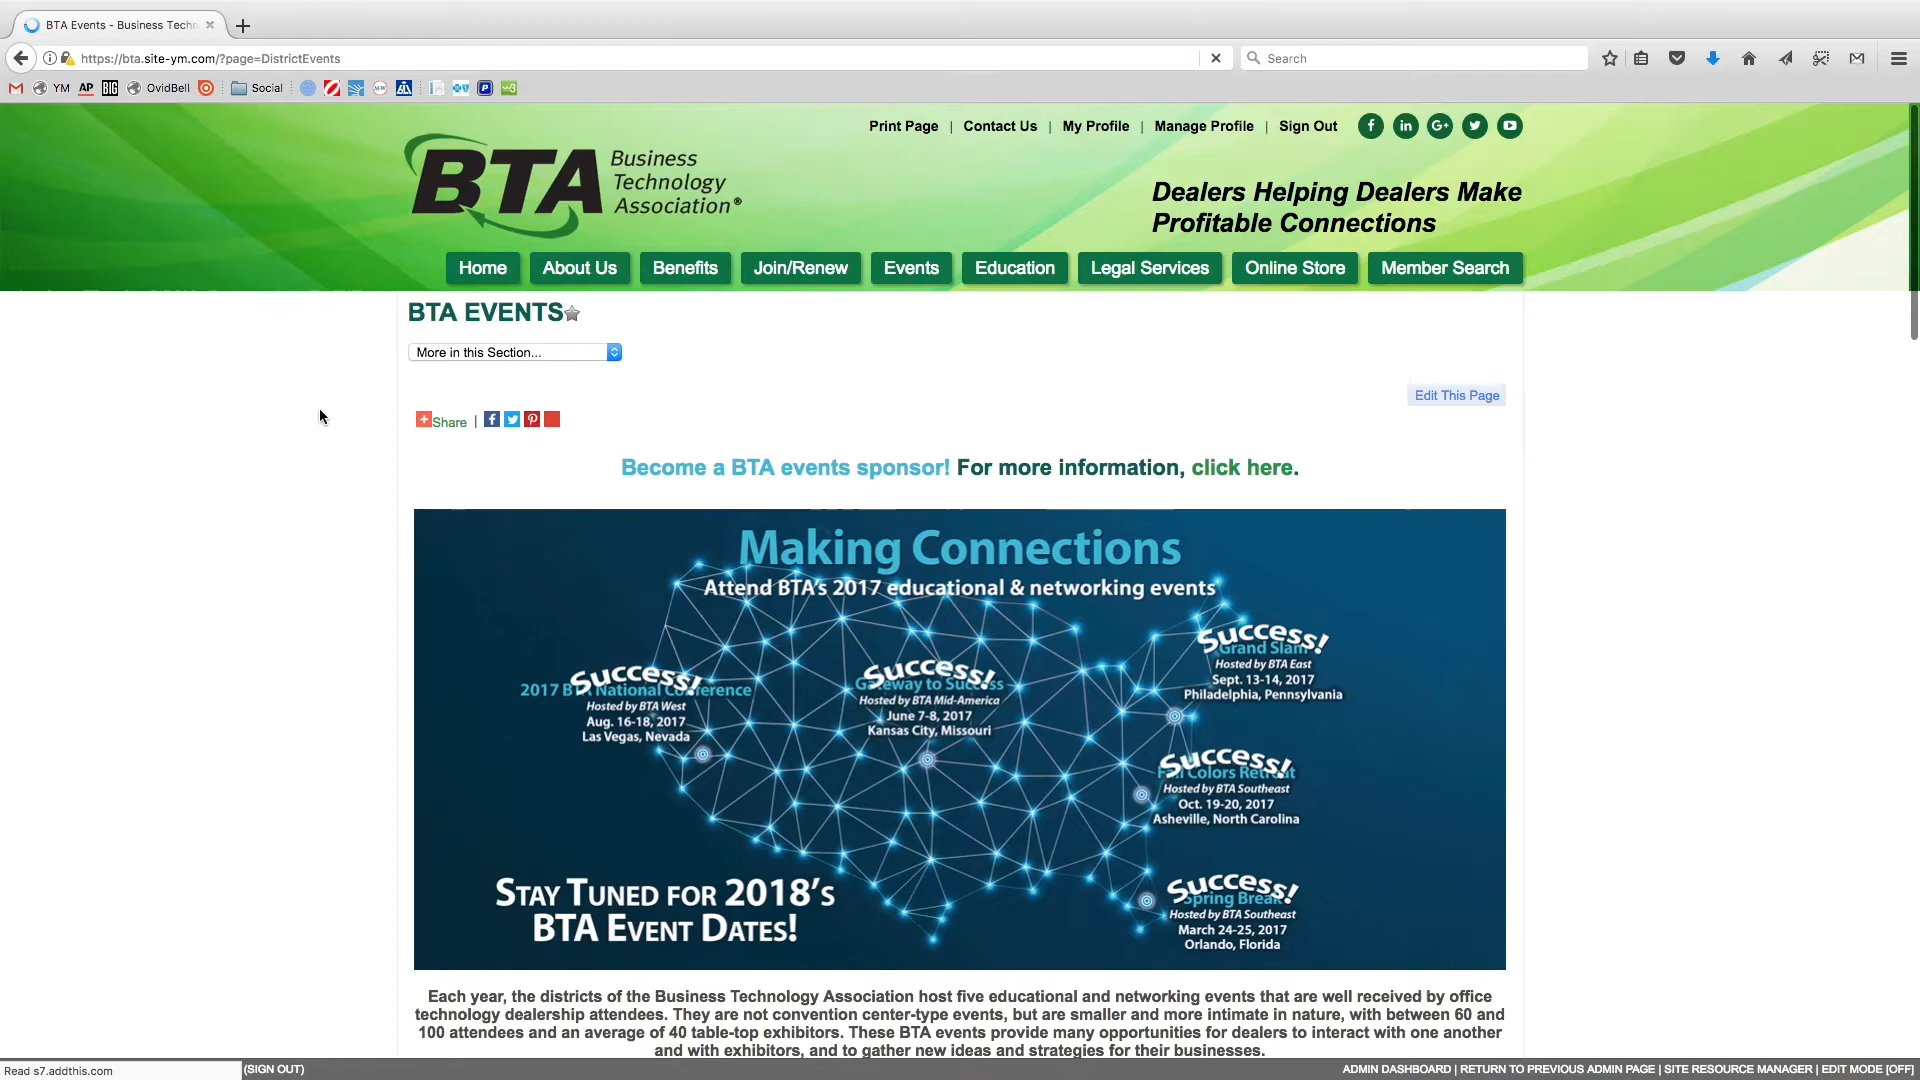 BTA Events - Business Techn
https://bta.site-ym.com/?page=DistrictEvents
Search
YM
AP
BIG
OvidBell
Social
Print Page | Contact Us | My Profile | Manage Profile | Sign Out
BTA Business
Technology
Association®
Dealers Helping Dealers Make
Profitable Connections
Home
About Us
Benefits
Join/Renew
Events
Education
Legal Services
Online Store
Member Search
BTA EVENTS
More in this Section...
Edit This Page
Share |
Become a BTA events sponsor! For more information, click here.
Making Connections
Attend BTA's 2017 educational & networking events
Success!
Grand Slam
Hosted by BTA East
Sept. 13-14, 2017
Philadelphia, Pennsylvania
Success!
2017 BTA National Conference
Hosted by BTA West
Aug. 16-18, 2017
Las Vegas, Nevada
Success!
Gateway to Success
Hosted by BTA Mid-America
June 7-8, 2017
Kansas City, Missouri
Success!
Fall Colors Retreat
Hosted by BTA Southeast
Oct. 19-20, 2017
Asheville, North Carolina
Success!
Spring Break
Hosted by BTA Southeast
March 24-25, 2017
Orlando, Florida
STAY TUNED FOR 2018'S
BTA EVENT DATES!
Each year, the districts of the Business Technology Association host five educational and networking events that are well received by office
technology dealership attendees. They are not convention center-type events, but are smaller and more intimate in nature, with between 60 and
100 attendees and an average of 40 table-top exhibitors. These BTA events provide many opportunities for dealers to interact with one another
and with exhibitors, and to gather new ideas and strategies for their businesses.
Read s7.addthis.com
(SIGN OUT)
ADMIN DASHBOARD | RETURN TO PREVIOUS ADMIN PAGE | SITE RESOURCE MANAGER | EDIT MODE [OFF]